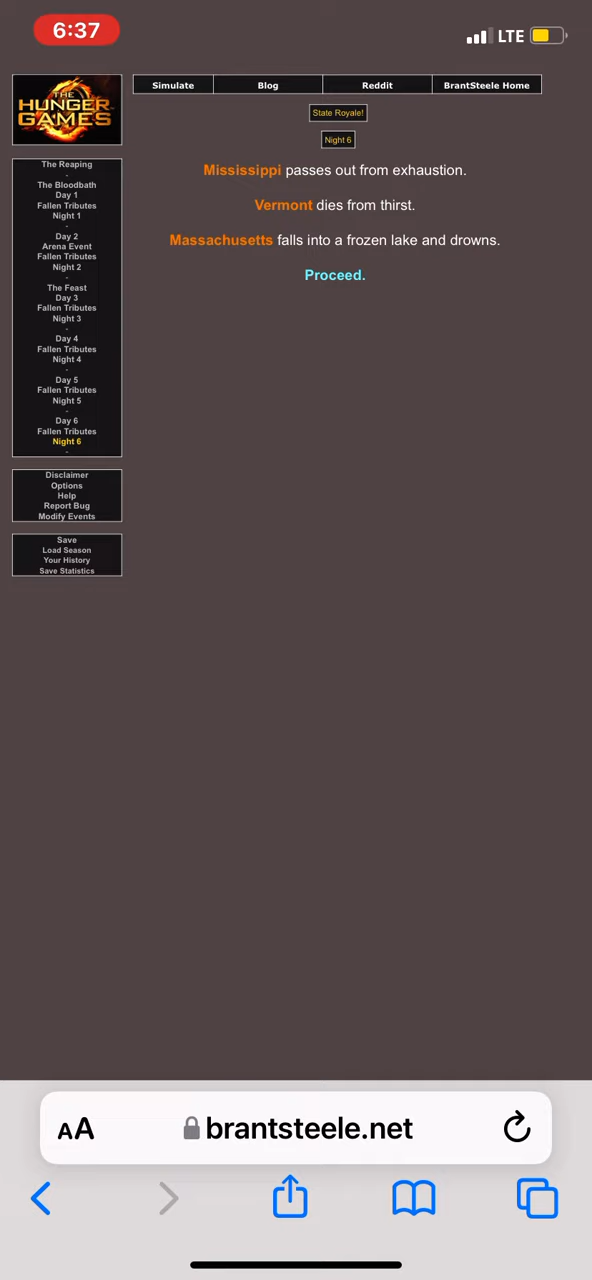 6:37
LTE
THE
HUNGER
GAMES
Simulate
Blog
Reddit
BrantSteele Home
State Royale!
Night 6
Mississippi passes out from exhaustion.
Vermont dies from thirst.
Massachusetts falls into a frozen lake and drowns.
Proceed.
The Reaping
-
The Bloodbath
Day 1
Fallen Tributes
Night 1
-
Day 2
Arena Event
Fallen Tributes
Night 2
-
The Feast
Day 3
Fallen Tributes
Night 3
-
Day 4
Fallen Tributes
Night 4
-
Day 5
Fallen Tributes
Night 5
-
Day 6
Fallen Tributes
Night 6
-
Disclaimer
Options
Help
Report Bug
Modify Events
Save
Load Season
Your History
Save Statistics
AA
brantsteele.net